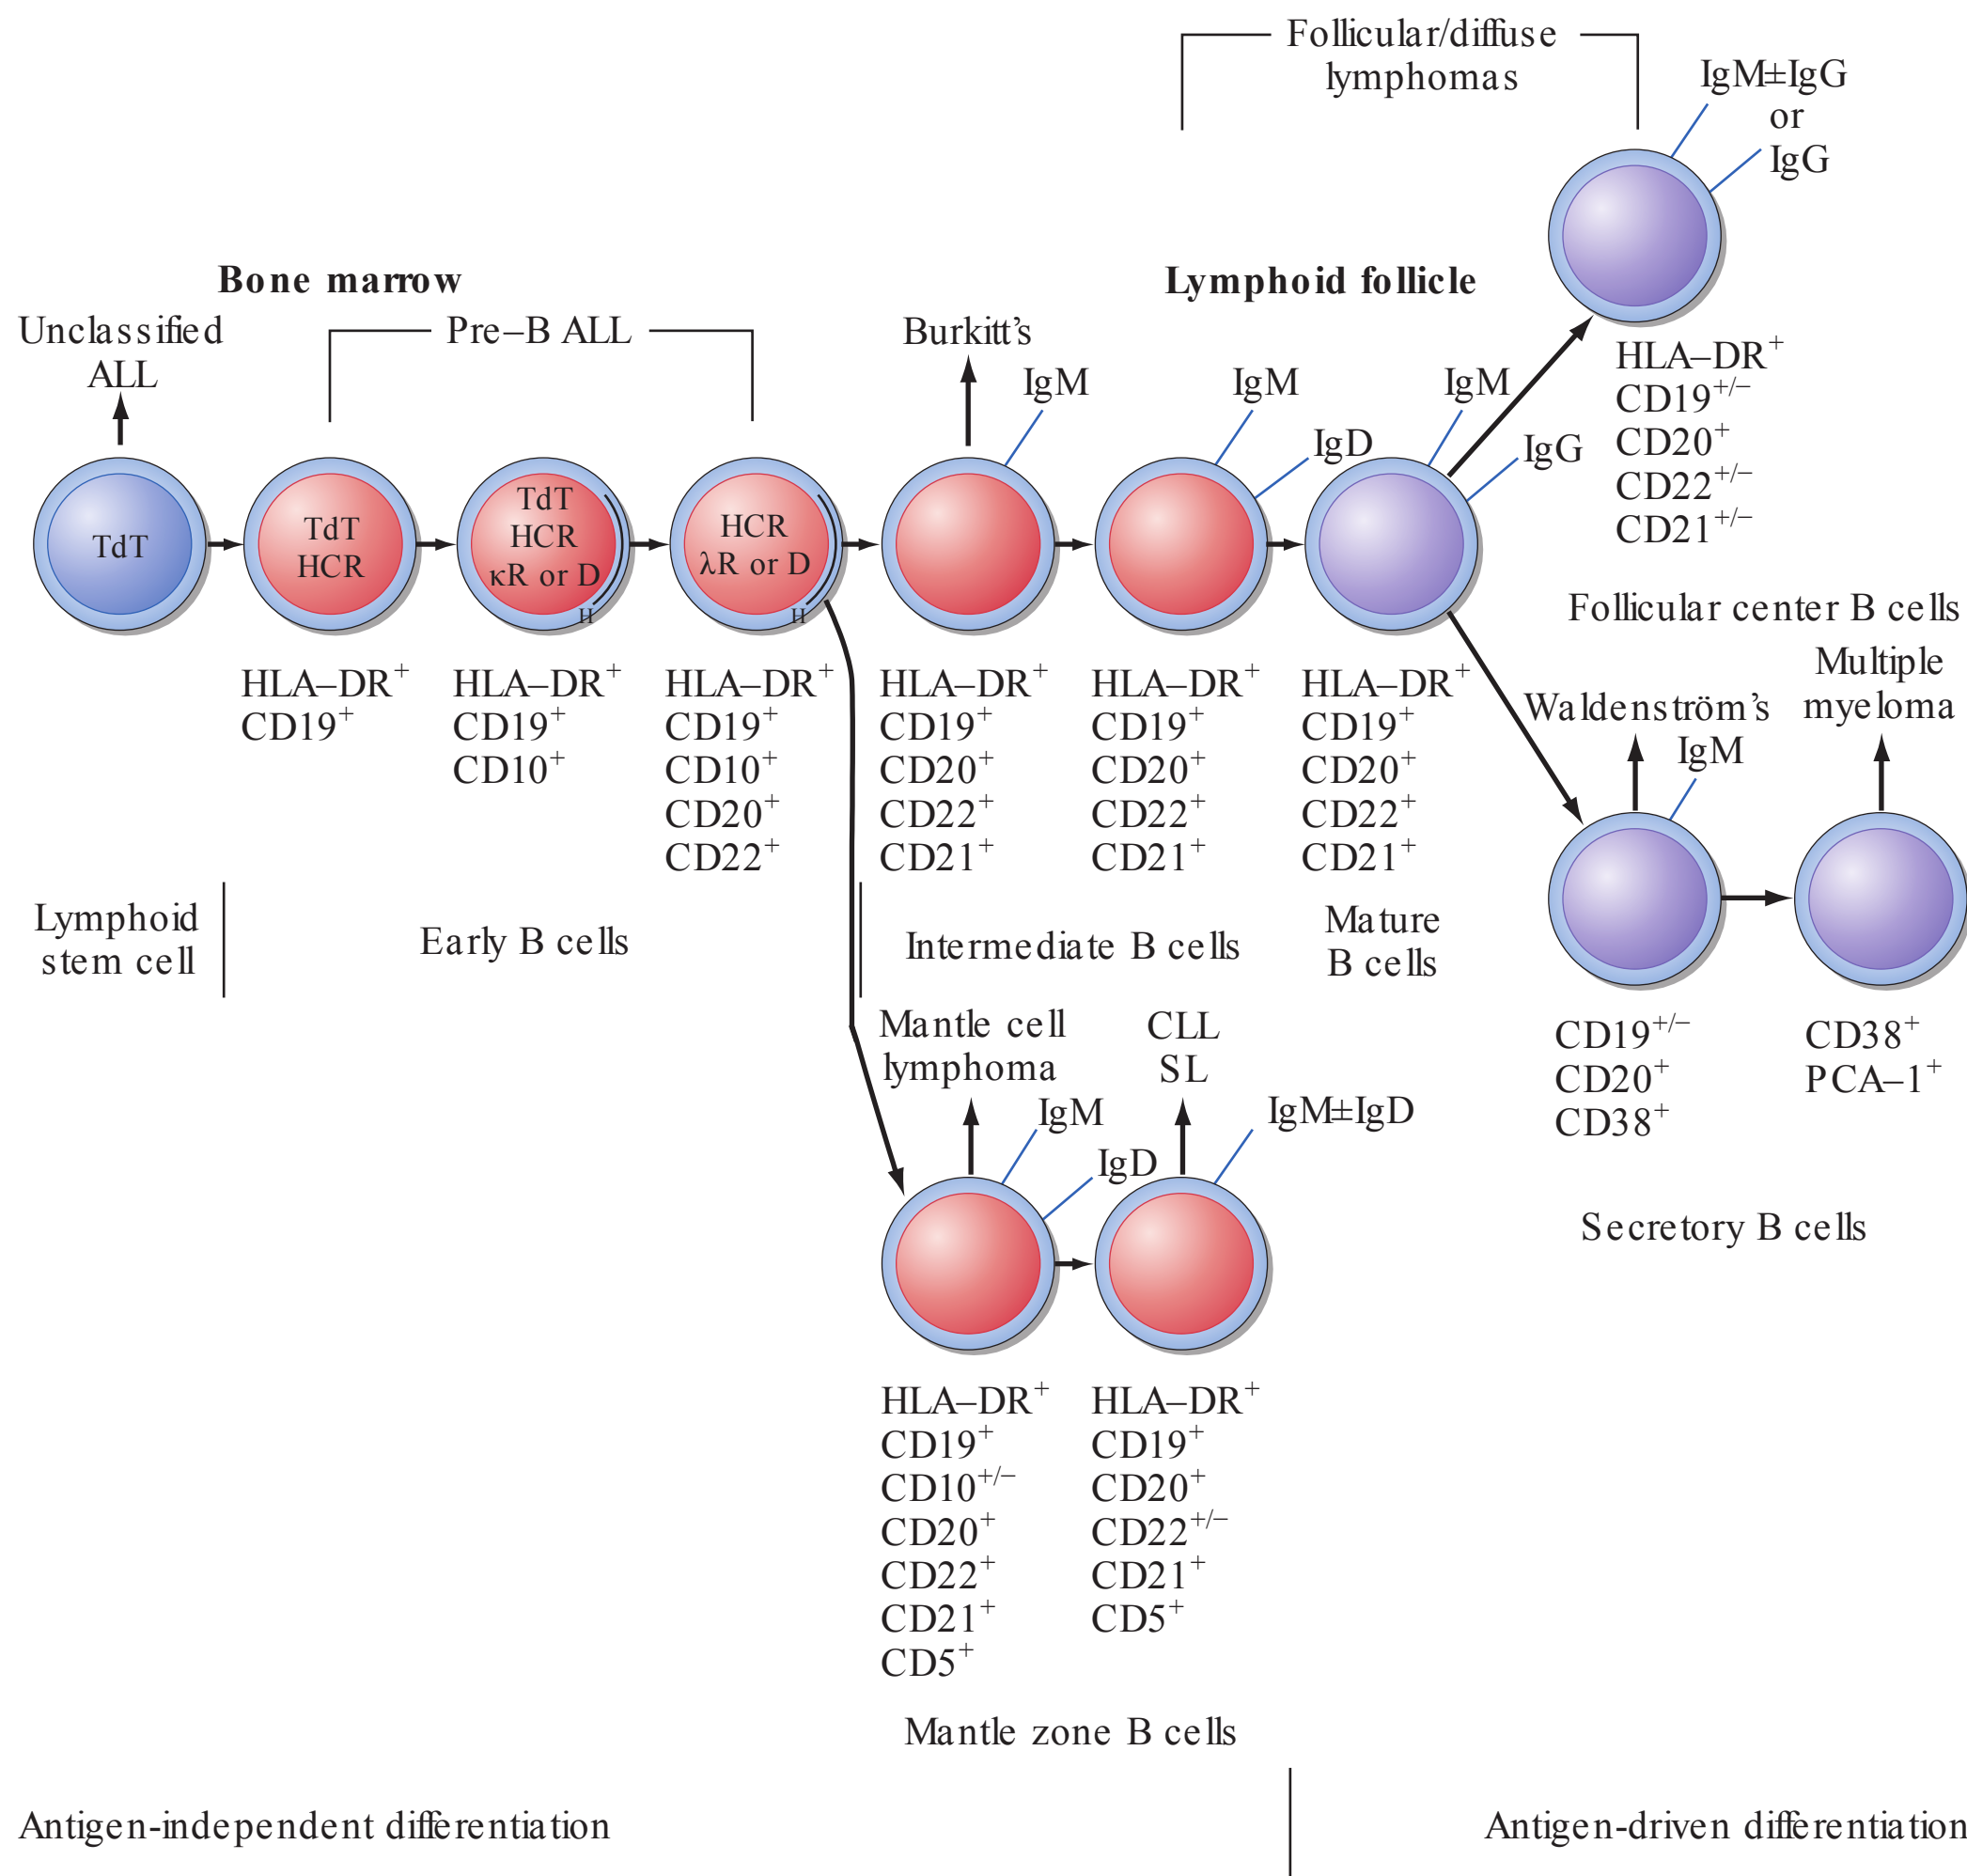 Follicular/diffuse
lymphomas
IgM±IgG
or
IgG
Bone marrow
Lymphoid follicle
Unclassified
ALL
Pre–B ALL
Burkitt's
IgM
IgM
IgD
IgM
IgG
HLA–DR+
CD19+/–
CD20+
CD22+/–
CD21+/–
Follicular center B cells
TdT
TdT
HCR
TdT
HCR
κR or D
H
HCR
λR or D
H
HLA–DR+
CD19+
HLA–DR+
CD19+
CD10+
HLA–DR+
CD19+
CD10+
CD20+
CD22+
HLA–DR+
CD19+
CD20+
CD22+
CD21+
HLA–DR+
CD19+
CD20+
CD22+
CD21+
HLA–DR+
CD19+
CD20+
CD22+
CD21+
Waldenström's
IgM
Multiple
myeloma
Lymphoid
stem cell
Early B cells
Intermediate B cells
Mature
B cells
CD19+/–
CD20+
CD38+
CD38+
PCA–1+
Secretory B cells
Mantle cell
lymphoma
IgM
IgD
CLL
SL
IgM±IgD
HLA–DR+
CD19+
CD10+/–
CD20+
CD22+
CD21+
CD5+
HLA–DR+
CD19+
CD20+
CD22+/–
CD21+
CD5+
Mantle zone B cells
Antigen-independent differentiation
Antigen-driven differentiation